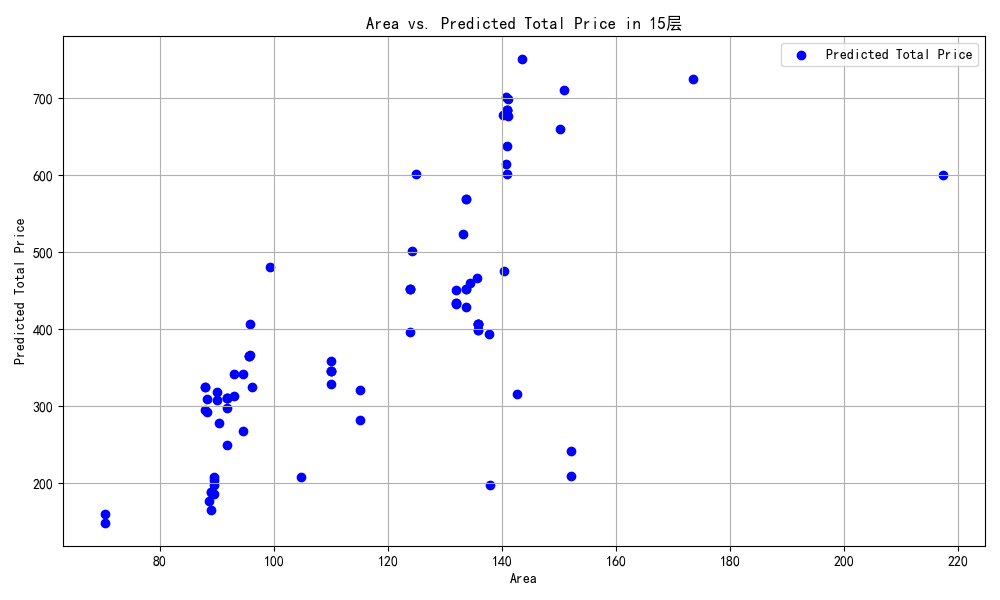 Area vs. Predicted Total Price in 15层
Predicted Total Price
700
600
500
400
300
200
Predicted Total Price
80 100 120 140 160 180 200 220
Area